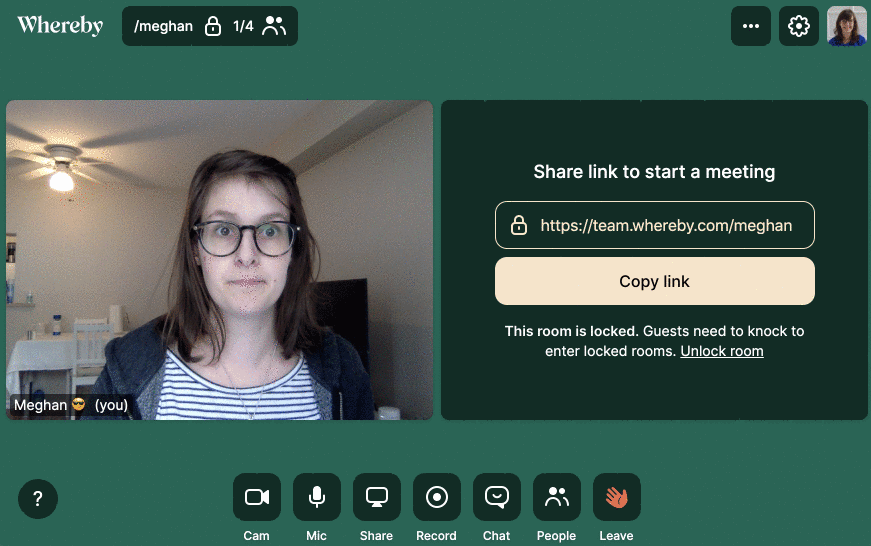 Whereby
/meghan 1/4
Share link to start a meeting
https://team.whereby.com/meghan
Copy link
This room is locked. Guests need to knock to
enter locked rooms. Unlock room
Meghan 😎 (you)
?
Cam Mic Share Record Chat People Leave